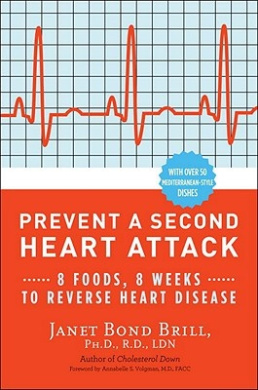 WITH OVER 50
MEDITERRANEAN-STYLE
DISHES
PREVENT A SECOND
HEART ATTACK
...... 8 FOODS, 8 WEEKS ......
TO REVERSE HEART DISEASE
JANET BOND BRILL,
PH.D., R.D., LDN
Author of Cholesterol Down
Foreword by Annabelle S. Volgman, M.D., FACC